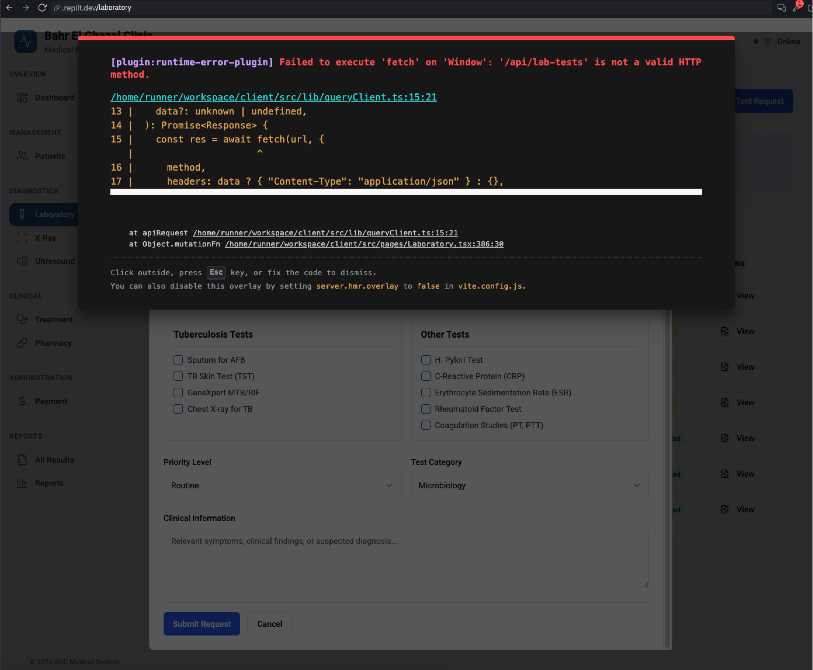 .replit.dev/laboratory
1
Bahr El Ghazal Clinic
Medical
Online
OVERVIEW
Dashboard
Test Request
MANAGEMENT
Patients
DIAGNOSTICS
Laboratory
X-Ray
Ultrasound
CLINICAL
Treatment
Pharmacy
ADMINISTRATION
Payment
REPORTS
All Results
Reports
© 2025 BGC Medical System
[plugin:runtime-error-plugin] Failed to execute 'fetch' on 'Window': '/api/lab-tests' is not a valid HTTP
method.
/home/runner/workspace/client/src/lib/queryClient.ts:15:21
13 | data?: unknown | undefined,
14 | ): Promise<Response> {
15 | const res = await fetch(url, {
| ^
16 | method,
17 | headers: data ? { "Content-Type": "application/json" } : {},
at apiRequest /home/runner/workspace/client/src/lib/queryClient.ts:15:21
at Object.mutationFn /home/runner/workspace/client/src/pages/Laboratory.tsx:386:30
Click outside, press Esc key, or fix the code to dismiss.
You can also disable this overlay by setting server.hmr.overlay to false in vite.config.js.
Tuberculosis Tests
Sputum for AFB
TB Skin Test (TST)
GeneXpert MTB/RIF
Chest X-ray for TB
Other Tests
H. Pylori Test
C-Reactive Protein (CRP)
Erythrocyte Sedimentation Rate (ESR)
Rheumatoid Factor Test
Coagulation Studies (PT, PTT)
Priority Level
Routine
Test Category
Microbiology
Clinical Information
Relevant symptoms, clinical findings, or suspected diagnosis...
Submit Request
Cancel
View
View
View
View
View
View
View